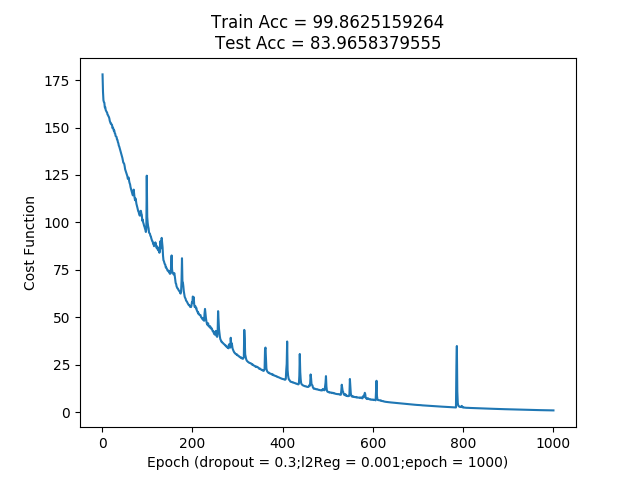 Train Acc = 99.8625159264
Test Acc = 83.9658379555
175
150
125
100
75
50
25
0
Cost Function
0 200 400 600 800 1000
Epoch (dropout = 0.3;l2Reg = 0.001;epoch = 1000)